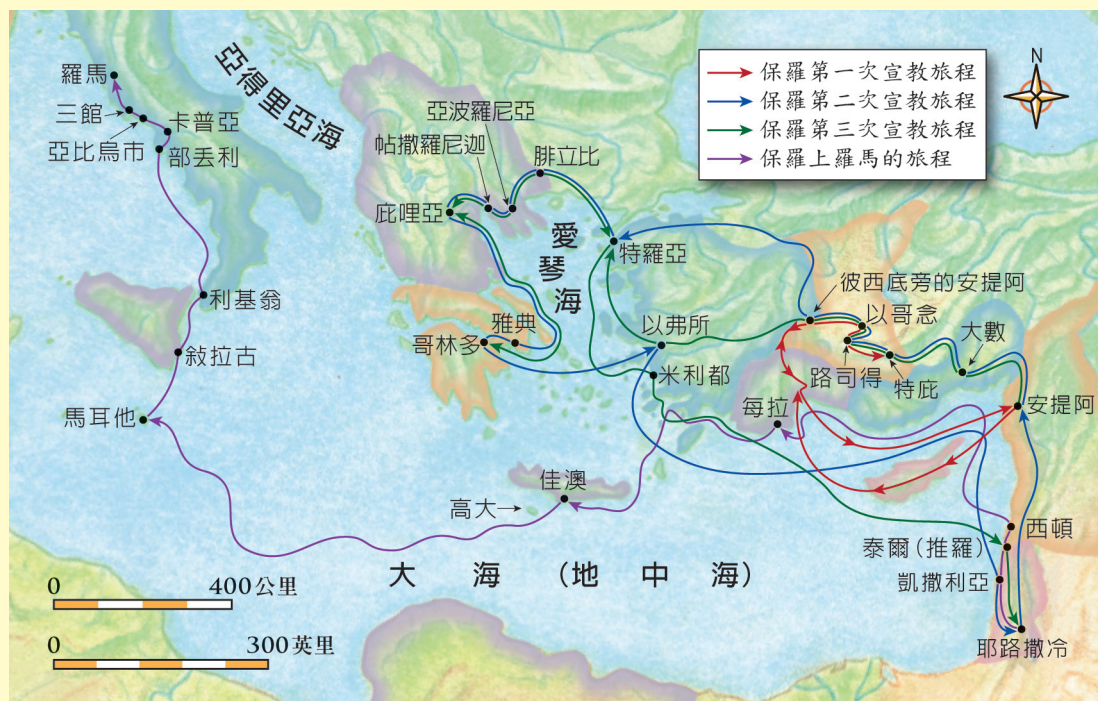 N
保羅第一次宣教旅程
保羅第二次宣教旅程
保羅第三次宣教旅程
保羅上羅馬的旅程
亞得里亞海
羅馬
三館
卡普亞
亞比烏市
部丟利
亞波羅尼亞
帖撒羅尼迦
腓立比
庇哩亞
愛琴海
特羅亞
彼西底旁的安提阿
利基翁
以哥念
雅典
以弗所
大數
哥林多
敍拉古
米利都
路司得
特庇
每拉
安提阿
馬耳他
佳澳
高大
西頓
泰爾(推羅)
大海(地中海)
凱撒利亞
0 400公里
耶路撒冷
0 300英里